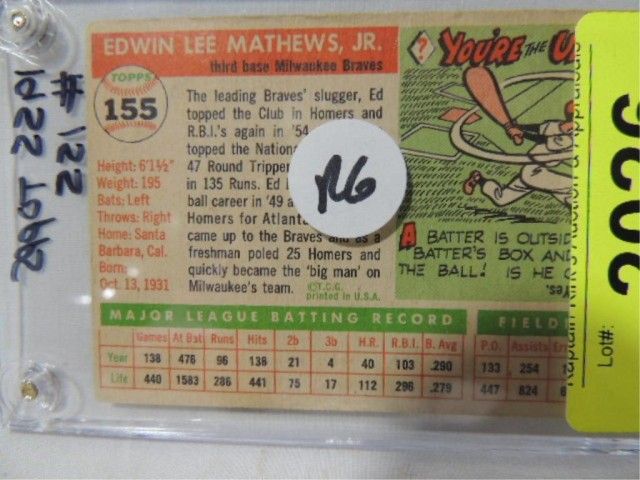 EDWIN LEE MATHEWS, JR.
third base Milwaukee Braves
TOPPS
155
Height: 6'1½"
Weight: 195
Bats: Left
Throws: Right
Home: Santa
Barbara, Cal.
Born:
Oct. 13, 1931
The leading Braves' slugger, Ed
topped the Club in Homers and
R.B.I.'s again in '54
topped the Nation
47 Round Tripper
in 135 Runs. Ed
ball career in '49 a
Homers for Atlanta
came up to the Braves and as a
freshman poled 25 Homers and
quickly became the 'big man' on
Milwaukee's team.
©T.C.G.
printed in U.S.A.
R6
? YOU'RE THE U
A BATTER IS OUTSID
"BATTER'S BOX AND
THE BALL! IS HE O
Yes.
MAJOR LEAGUE BATTING RECORD
Games At Bat Runs Hits 2b 3b H.R. R.B.I. B. Avg
Year 138 476 96 138 21 4 40 103 .290
Life 440 1583 286 441 75 17 112 296 .279
FIELDI
P.O. Assists
133 254 1
447 824
# 122
Lot#: